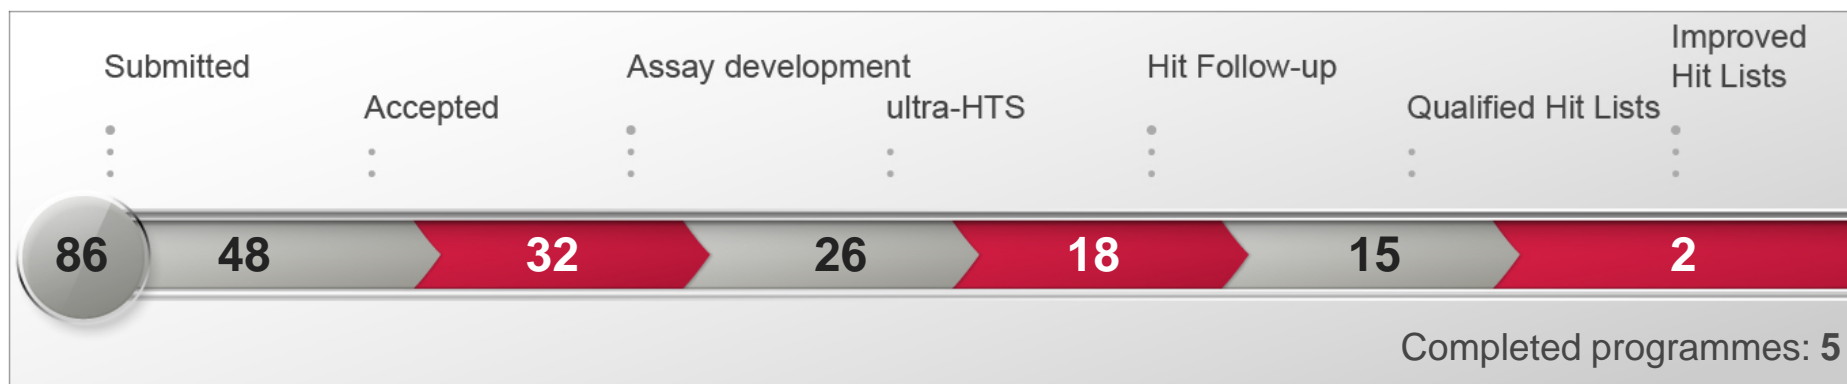 Submitted
Accepted
Assay development
ultra-HTS
Hit Follow-up
Qualified Hit Lists
Improved
Hit Lists
86
48
32
26
18
15
2
Completed programmes: 5